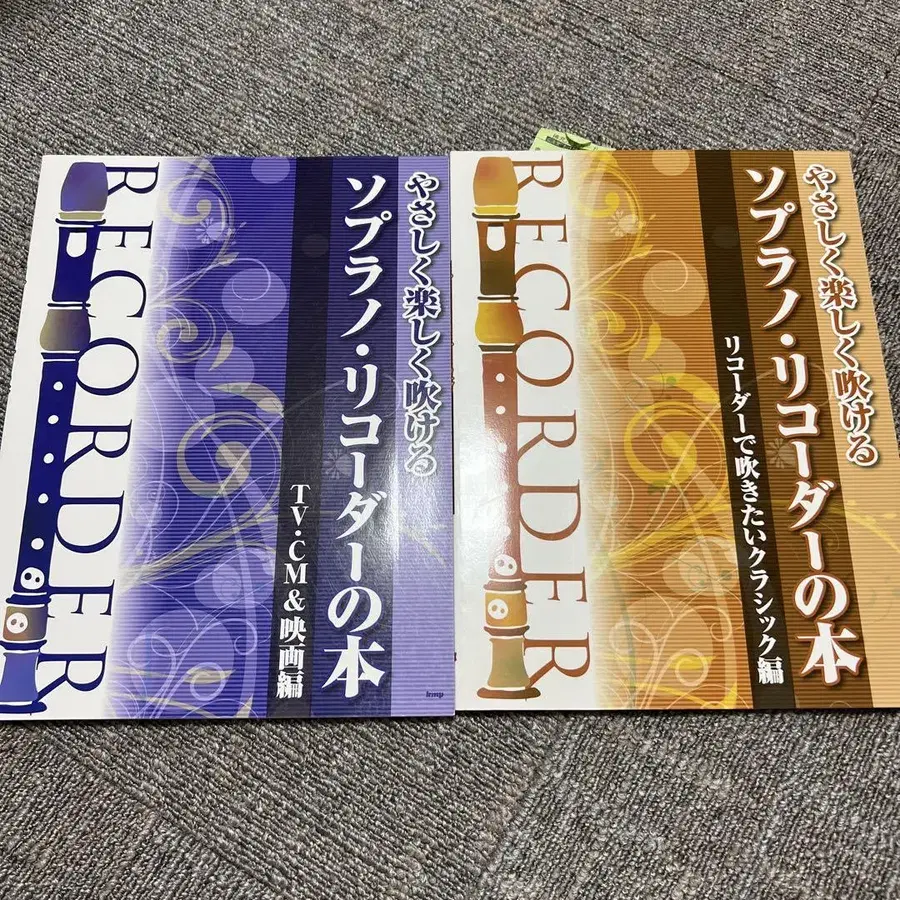 やさしく楽しく吹ける
ソプラノ・リコーダーの本
TV・CM&映画編
RECORDER
kmp
やさしく楽しく吹ける
ソプラノ・リコーダーの本
リコーダーで吹きたいクラシック編
RECORDER